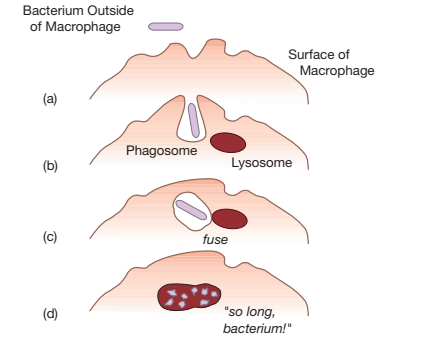 Bacterium Outside
of Macrophage
Surface of
Macrophage
(a)
Phagosome
Lysosome
(b)
(c)
fuse
(d)
"so long,
bacterium!"